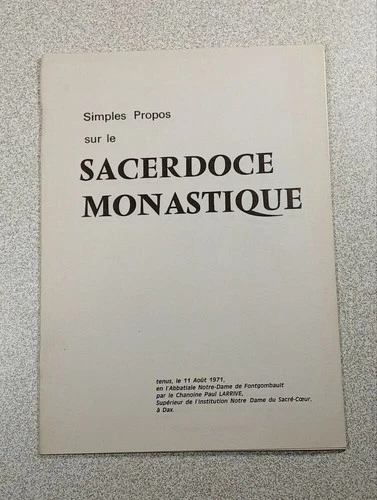 Simples Propos
sur le
SACERDOCE
MONASTIQUE
tenus, le 11 Août 1971,
en l'Abbatiale Notre-Dame de Fontgombault
par le Chanoine Paul LARRIVE,
Supérieur de l'Institution Notre Dame du Sacré-Cœur,
à Dax.